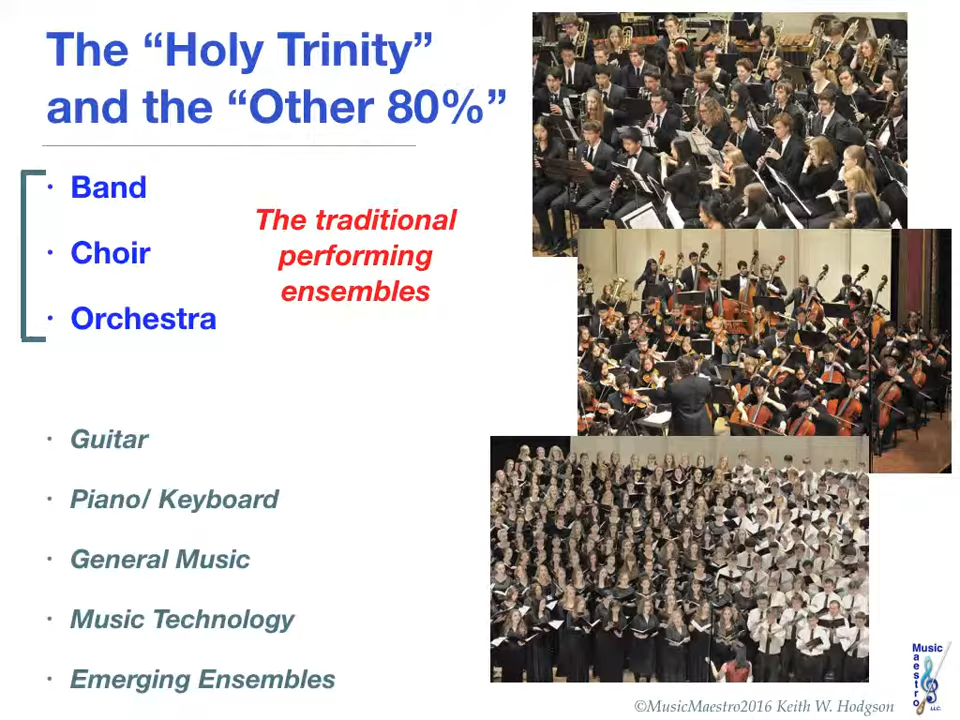 The “Holy Trinity”
and the “Other 80%”
• Band
• Choir
• Orchestra
The traditional
performing
ensembles
• Guitar
• Piano/ Keyboard
• General Music
• Music Technology
• Emerging Ensembles
Music
Maestro
LLC.
©MusicMaestro2016 Keith W. Hodgson